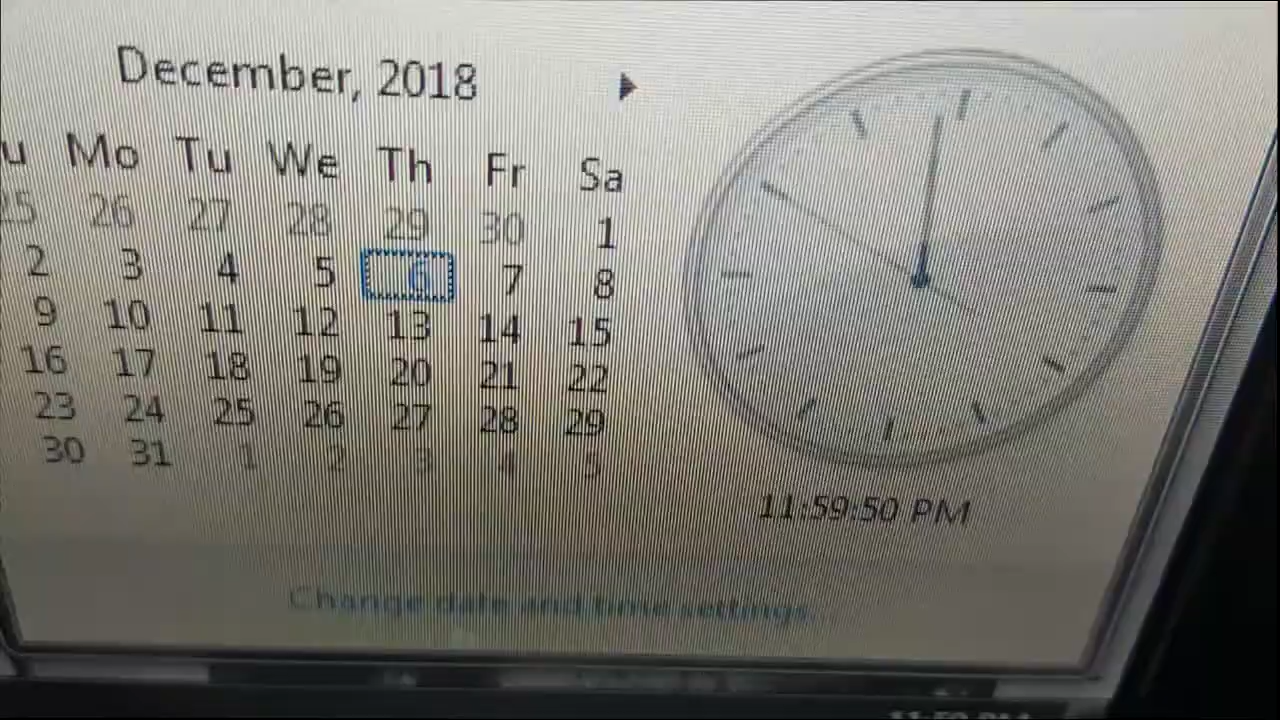 December, 2018
u Mo Tu We Th Fr Sa
25 26 27 28 29 30 1
2 3 4 5 6 7 8
9 10 11 12 13 14 15
16 17 18 19 20 21 22
23 24 25 26 27 28 29
30 31 1 2 3 4 5
11:59:50 PM
Change date and time settings...
11:59 PM